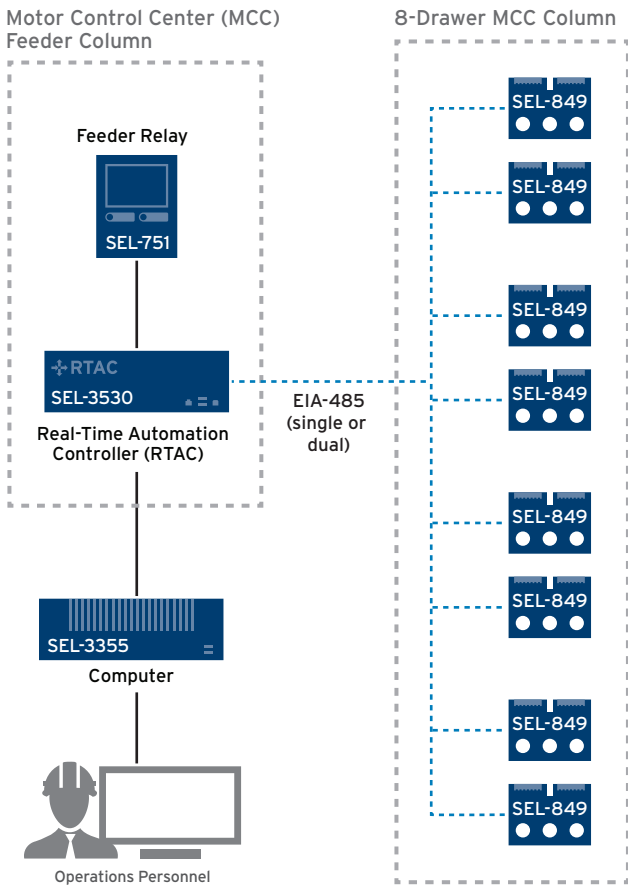 Motor Control Center (MCC)
Feeder Column
Feeder Relay
SEL-751
RTAC
SEL-3530
Real-Time Automation
Controller (RTAC)
EIA-485
(single or
dual)
SEL-3355
Computer
Operations Personnel
8-Drawer MCC Column
SEL-849
SEL-849
SEL-849
SEL-849
SEL-849
SEL-849
SEL-849
SEL-849